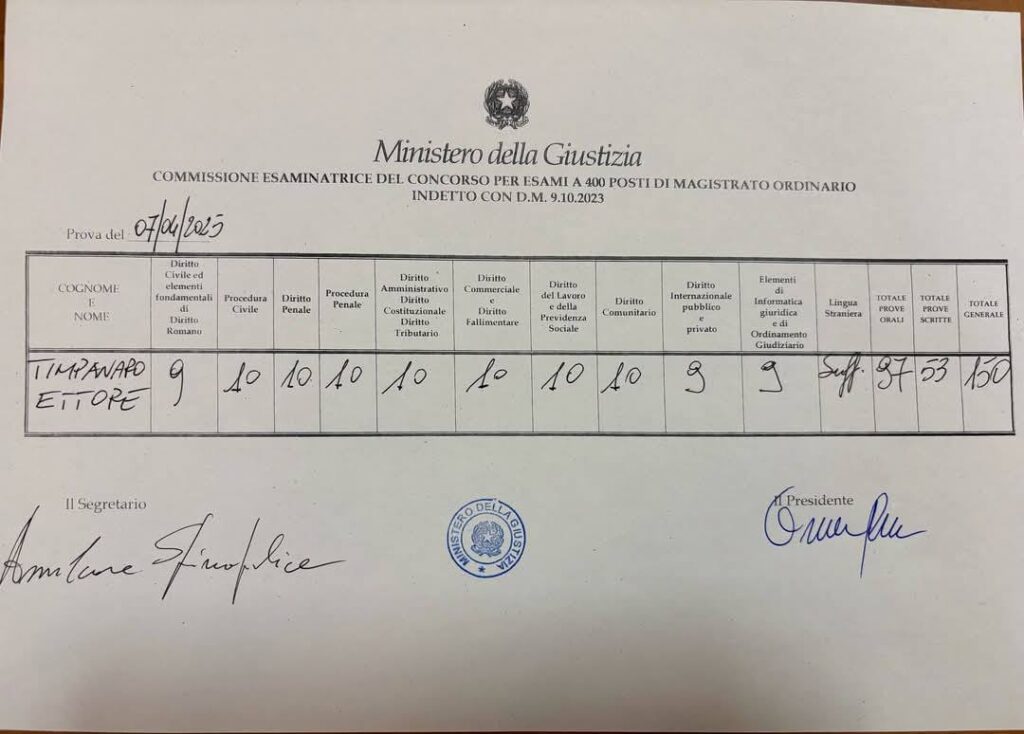 Ministero della Giustizia
COMMISSIONE ESAMINATRICE DEL CONCORSO PER ESAMI A 400 POSTI DI MAGISTRATO ORDINARIO
INDETTO CON D.M. 9.10.2023
Prova del 07/04/2025
COGNOME
E
NOME
Diritto
Civile ed
elementi
fondamentali
di
Diritto
Romano
Procedura
Civile
Diritto
Penale
Procedura
Penale
Diritto
Amministrativo
Diritto
Costituzionale
Diritto
Tributario
Diritto
Commerciale
e
Diritto
Fallimentare
Diritto
del Lavoro
e della
Previdenza
Sociale
Diritto
Comunitario
Diritto
Internazionale
pubblico
e
privato
Elementi
di
Informatica
giuridica
e di
Ordinamento
Giudiziario
Lingua
Straniera
TOTALE
PROVE
ORALI
TOTALE
PROVE
SCRITTE
TOTALE
GENERALE
TIMPANARO
ETTORE
9
10
10
10
10
10
10
10
9
9
Suff.
97
53
150
Il Segretario
MINISTERO DELLA GIUSTIZIA
Il Presidente